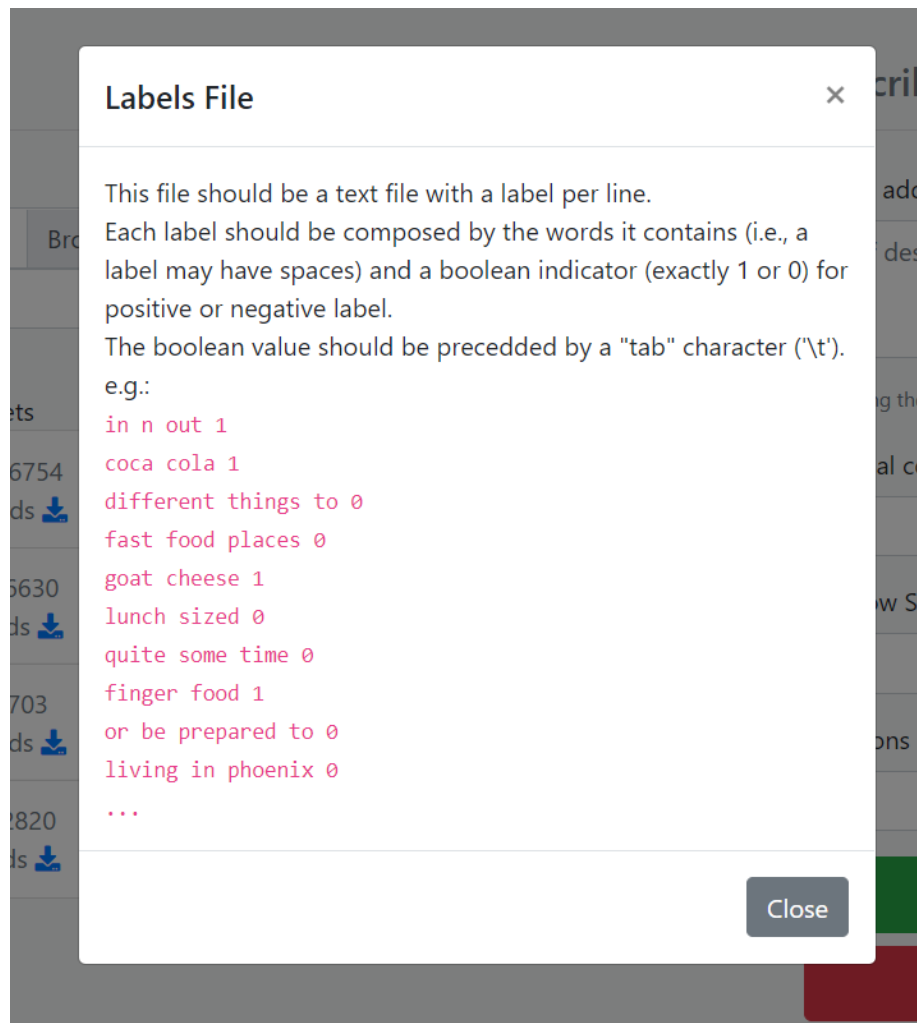 Labels File
×
This file should be a text file with a label per line.
Each label should be composed by the words it contains (i.e., a
label may have spaces) and a boolean indicator (exactly 1 or 0) for
positive or negative label.
The boolean value should be precedded by a "tab" character ('\t').
e.g.:
in n out 1
coca cola 1
different things to 0
fast food places 0
goat cheese 1
lunch sized 0
quite some time 0
finger food 1
or be prepared to 0
living in phoenix 0
...
Close